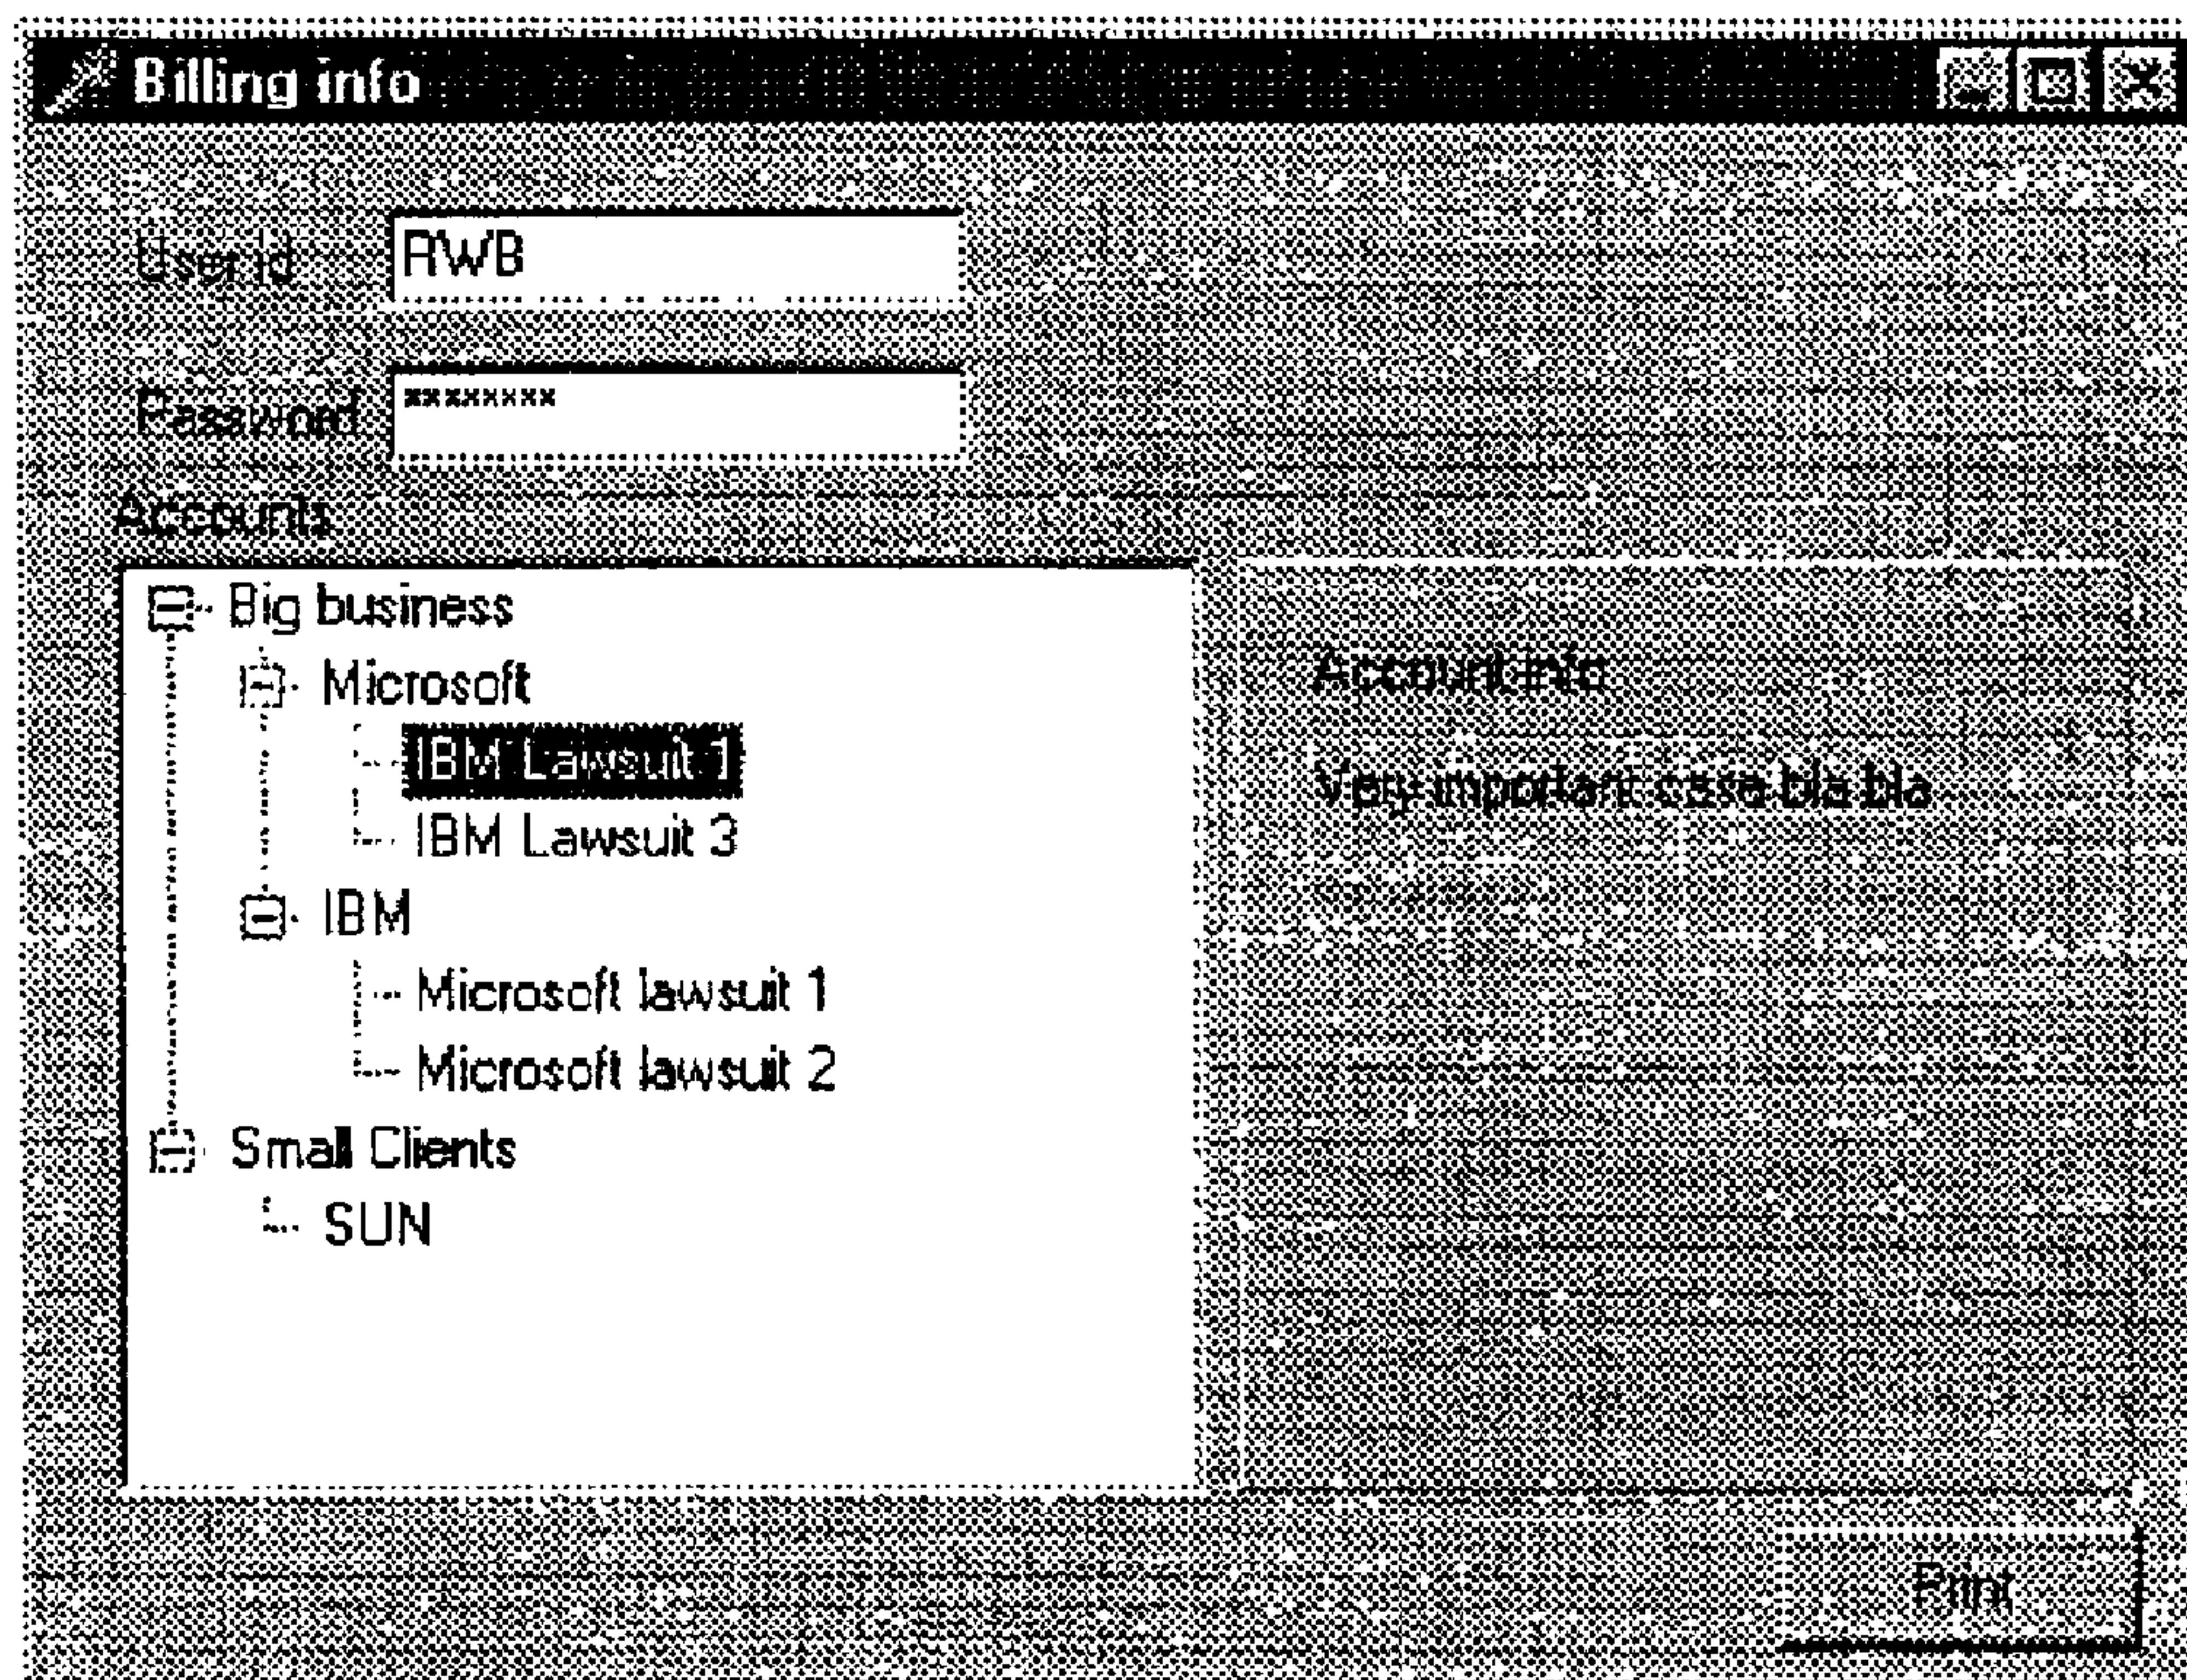 Billing info
User id RWB
Password ********
Accounts
Big business
Microsoft
IBM Lawsuit 1
IBM Lawsuit 3
IBM
Microsoft lawsuit 1
Microsoft lawsuit 2
Small Clients
SUN
Account info
Very important case bla bla
Print